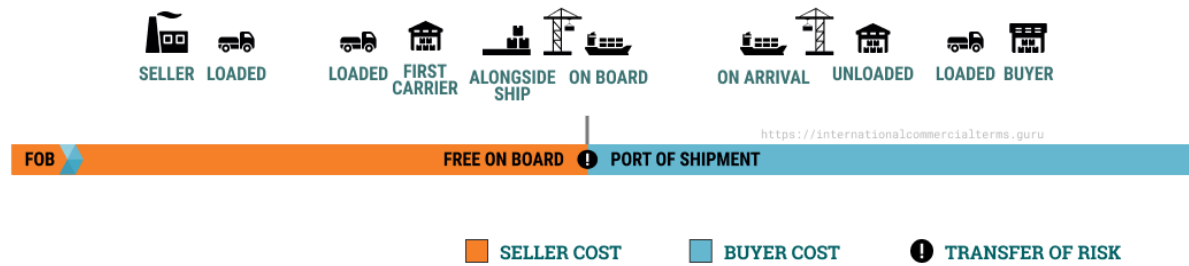 SELLER LOADED LOADED FIRST CARRIER ALONGSIDE SHIP ON BOARD ON ARRIVAL UNLOADED LOADED BUYER
https://internationalcommercialterms.guru
FOB FREE ON BOARD PORT OF SHIPMENT
SELLER COST BUYER COST TRANSFER OF RISK